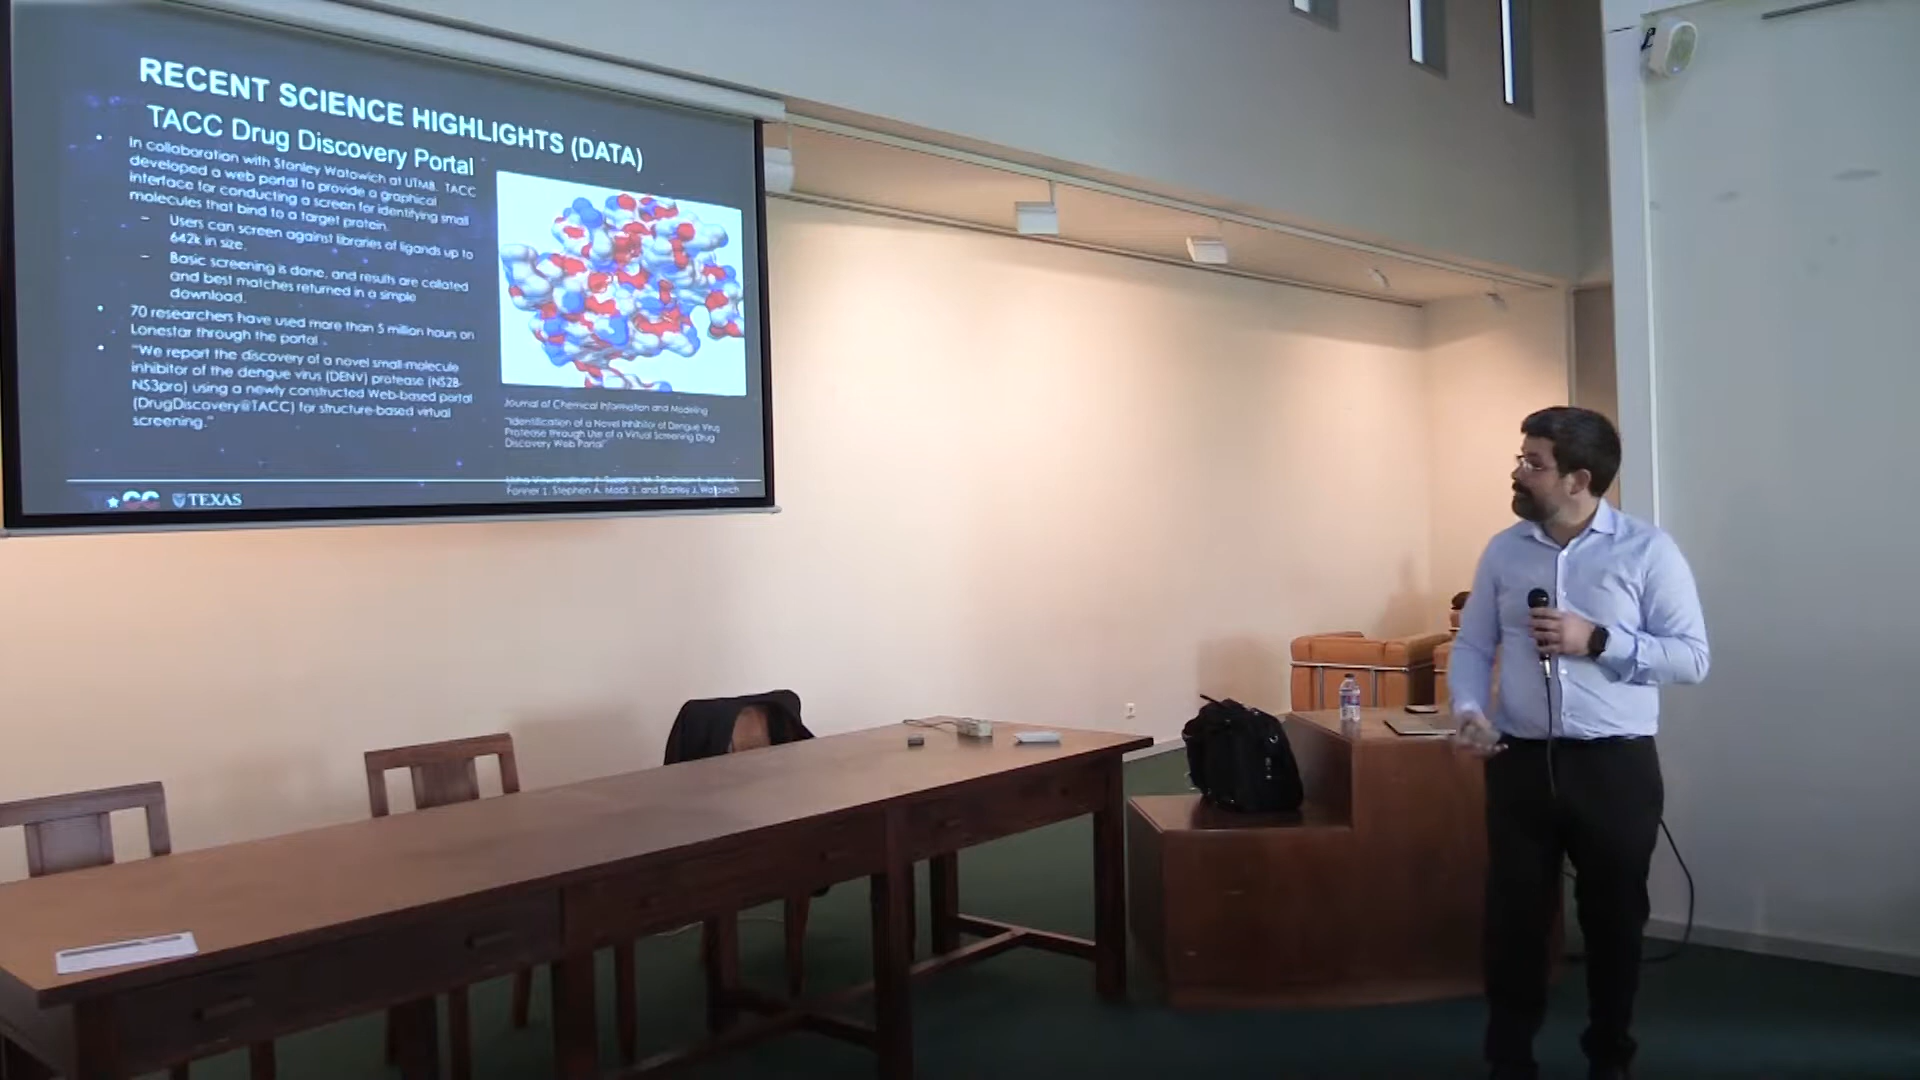 RECENT SCIENCE HIGHLIGHTS (DATA)
TACC Drug Discovery Portal
In collaboration with Stanley Watowich at UTMB, TACC
developed a web portal to provide a graphical
interface for conducting a screen for identifying small
molecules that bind to a target protein.
Users can screen against libraries of ligands up to
642k in size.
Basic screening is done, and results are collated
and best matches returned in a simple
download.
70 researchers have used more than 5 million hours on
Lonestar through the portal
"We report the discovery of a novel small-molecule
inhibitor of the dengue virus (DENV) protease (NS2B-
NS3pro) using a newly constructed Web-based portal
(DrugDiscovery@TACC) for structure-based virtual
screening."
Journal of Chemical Information and Modeling
"Identification of a Novel Inhibitor of Dengue Virus
Protease through Use of a Virtual Screening Drug
Discovery Web Portal"
Stephen A. Mock and Stanley J. Watowich
TEXAS